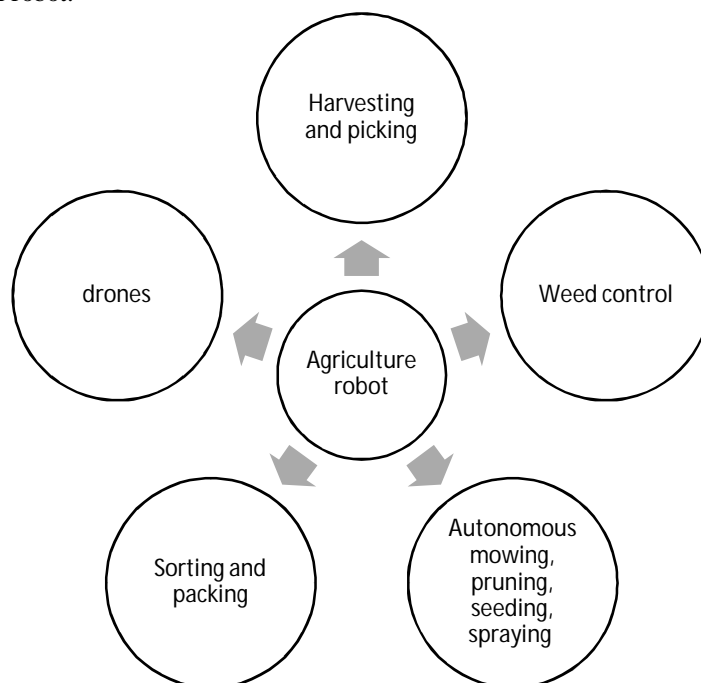 Harvesting
and picking
drones
Weed control
Agriculture
robot
Sorting and
packing
Autonomous
mowing,
pruning,
seeding,
spraying